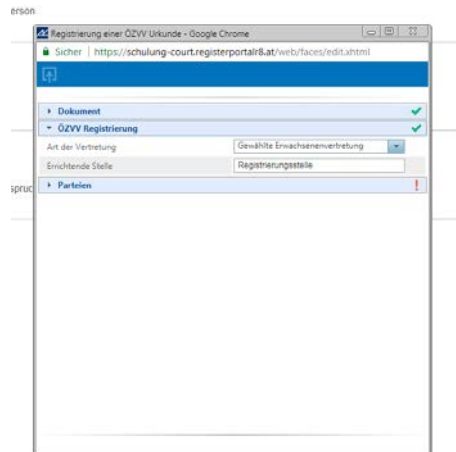 erson
Registrierung einer ÖZVV Urkunde - Google Chrome
Sicher | https://schulung-court.registerportalr8.at/web/faces/edit.xhtml
Dokument
ÖZVV Registrierung
Art der Vertretung Gewählte Erwachsenenvertretung
Errichtende Stelle Registrierungsstelle
spruc
Parteien !